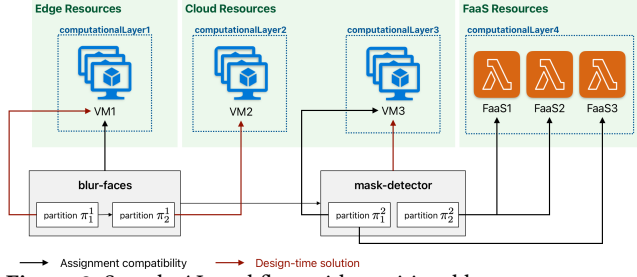 Edge Resources
Cloud Resources
FaaS Resources
computationalLayer1
computationalLayer2
computationalLayer3
computationalLayer4
VM1
VM2
VM3
FaaS1
FaaS2
FaaS3
blur-faces
mask-detector
partition π₁¹
partition π₂¹
partition π₁²
partition π₂²
Assignment compatibility
Design-time solution